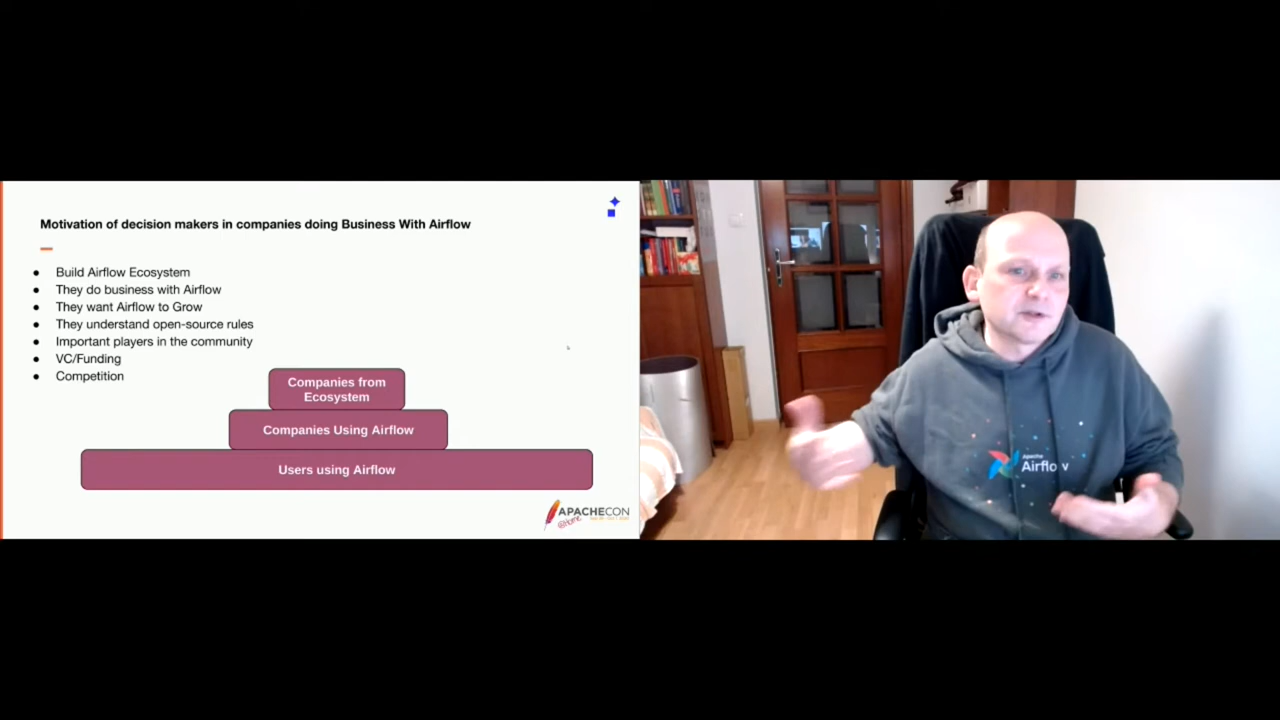 Motivation of decision makers in companies doing Business With Airflow
Build Airflow Ecosystem
They do business with Airflow
They want Airflow to Grow
They understand open-source rules
Important players in the community
VC/Funding
Competition
Companies from
Ecosystem
Companies Using Airflow
Users using Airflow
APACHECON
@Home
Apache
Airflow